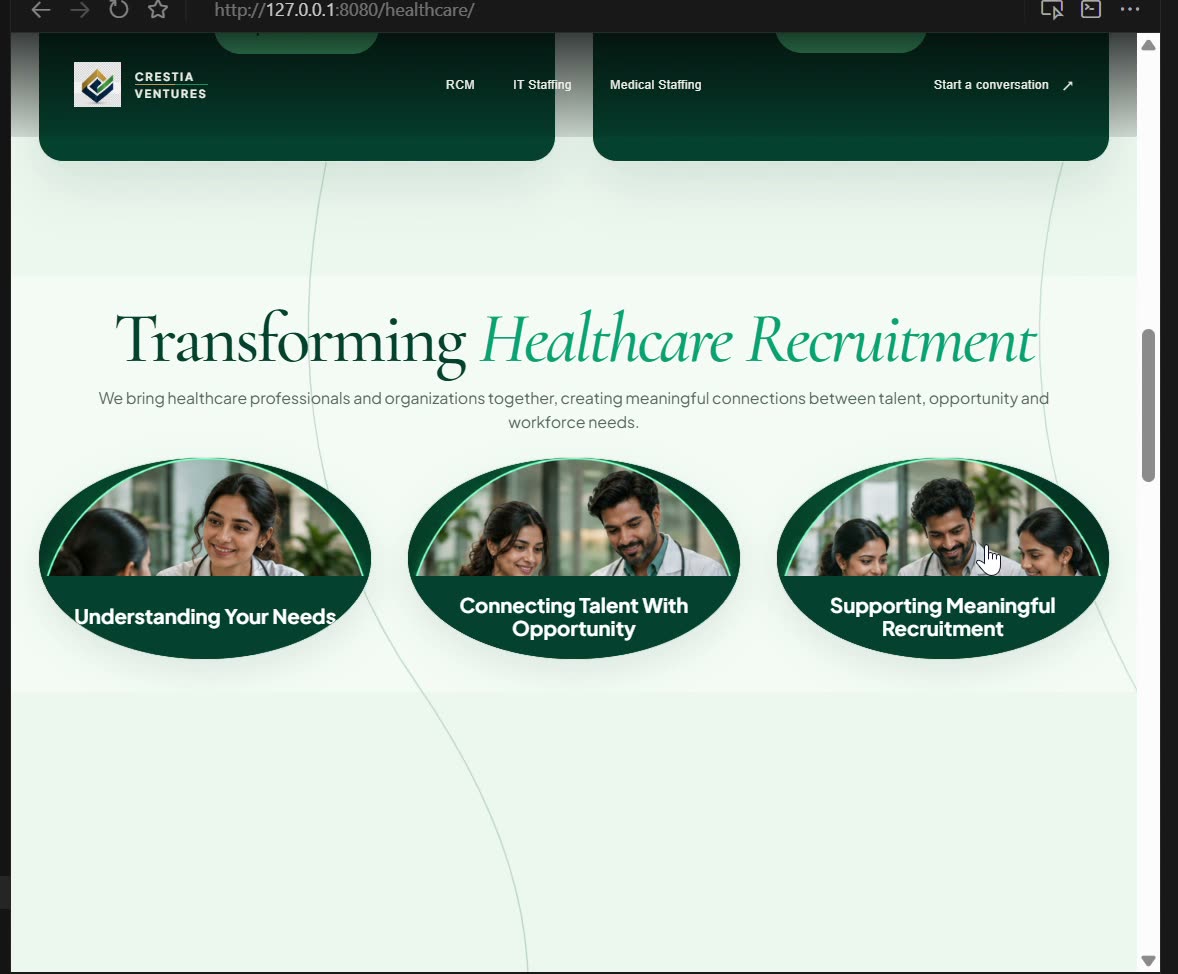 http://127.0.0.1:8080/healthcare/
CRESTIA
VENTURES
RCM
IT Staffing
Medical Staffing
Start a conversation ↗
Transforming Healthcare Recruitment
We bring healthcare professionals and organizations together, creating meaningful connections between talent, opportunity and
workforce needs.
Understanding Your Needs
Connecting Talent With
Opportunity
Supporting Meaningful
Recruitment